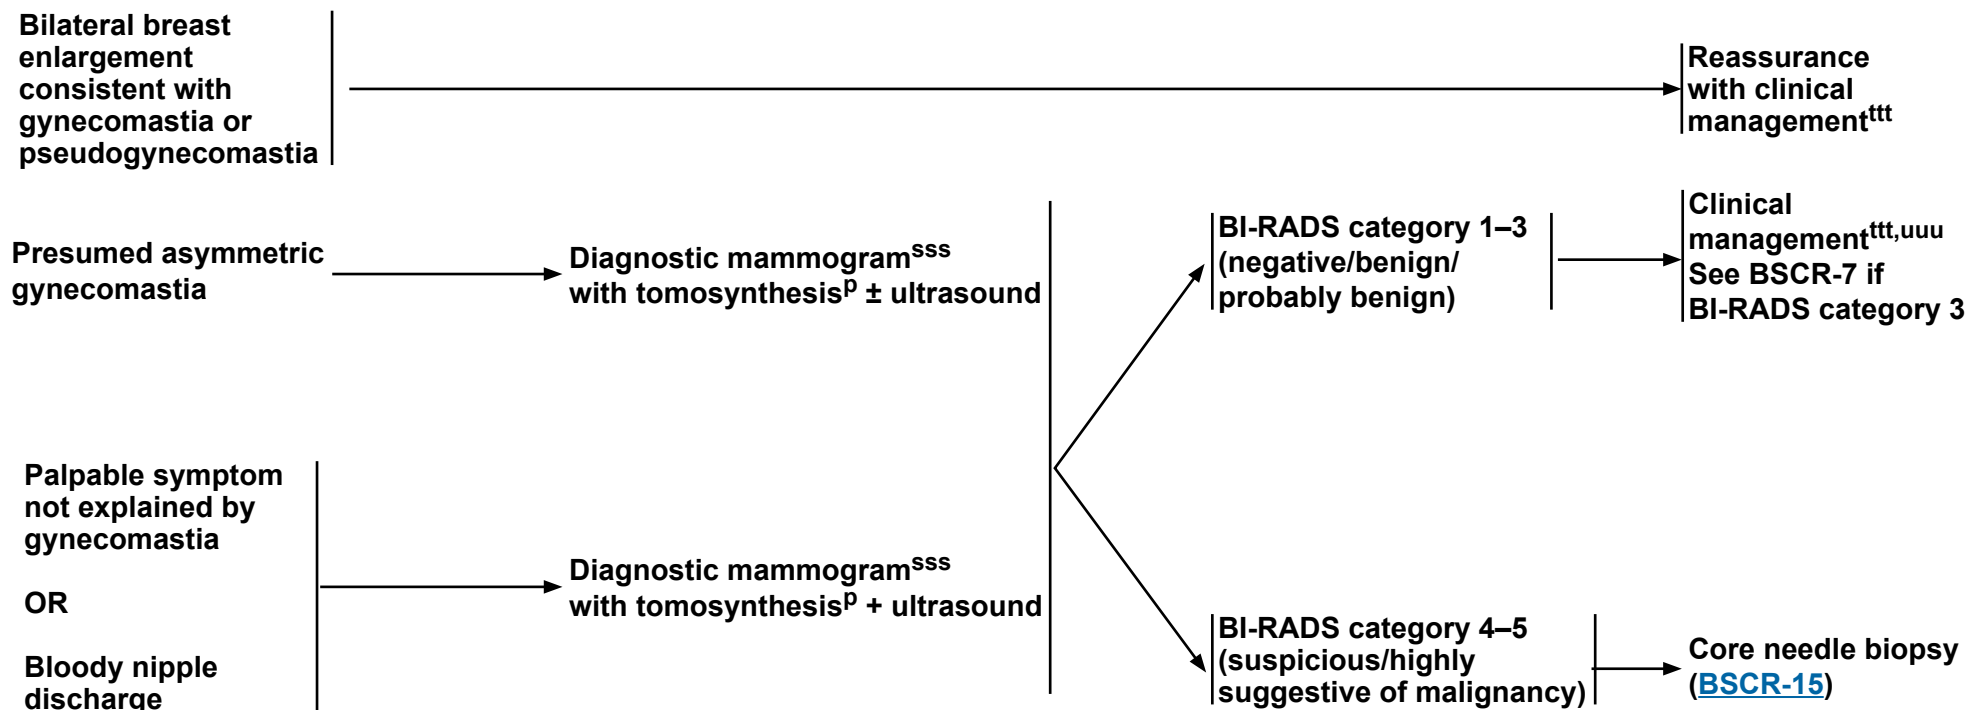 Bilateral breast
enlargement
consistent with
gynecomastia or
pseudogynecomastia
Reassurance
with clinical
managementttt
Presumed asymmetric
gynecomastia
Diagnostic mammogramsss
with tomosynthesisp ± ultrasound
BI-RADS category 1–3
(negative/benign/
probably benign)
Clinical
managementttt,uuu
See BSCR-7 if
BI-RADS category 3
Palpable symptom
not explained by
gynecomastia
OR
Bloody nipple
discharge
Diagnostic mammogramsss
with tomosynthesisp + ultrasound
BI-RADS category 4–5
(suspicious/highly
suggestive of malignancy)
Core needle biopsy
(BSCR-15)